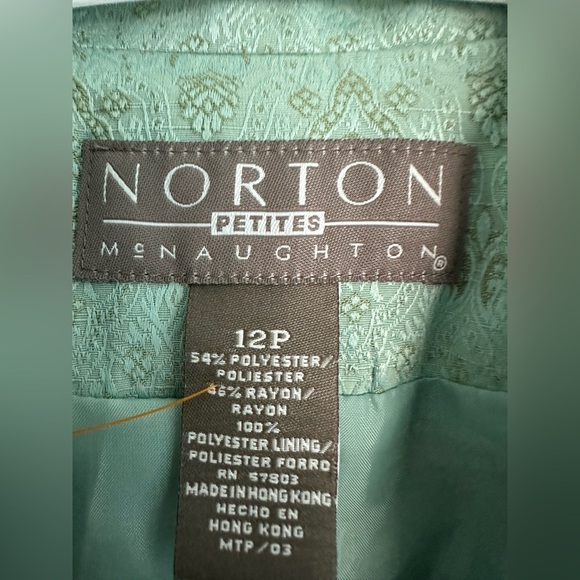 NORTON
PETITES
McNAUGHTON®
12P
54% POLYESTER/
POLIESTER
46% RAYON/
RAYON
100%
POLYESTER LINING/
POLIESTER FORRO
RN 57803
MADE IN HONG KONG
HECHO EN
HONG KONG
MTP/03